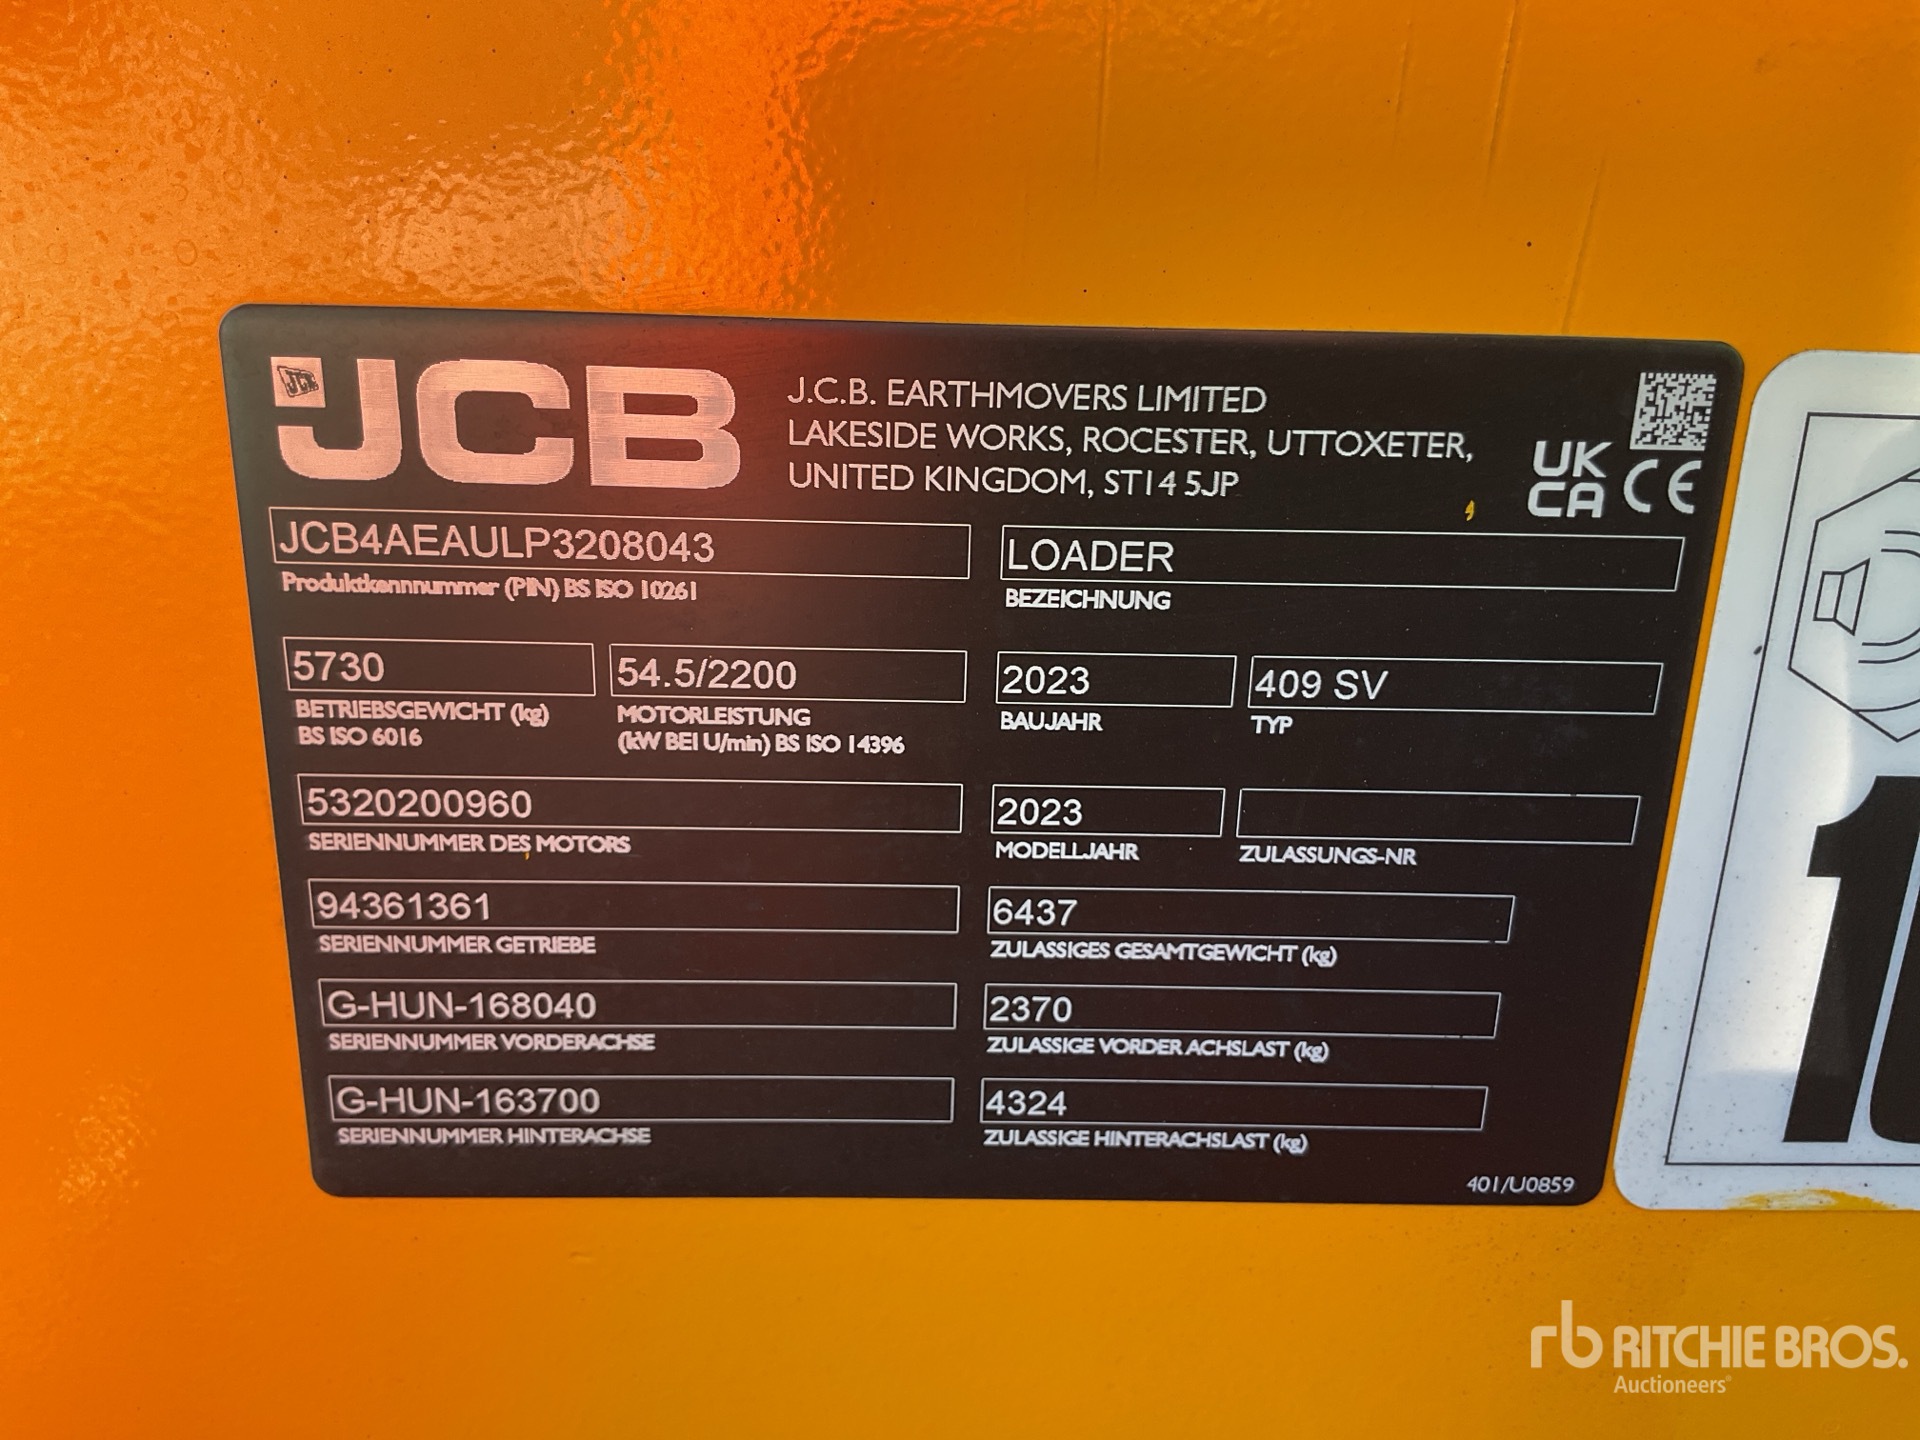 JCB
J.C.B. EARTHMOVERS LIMITED
LAKESIDE WORKS, ROCESTER, UTTOXETER,
UNITED KINGDOM, ST14 5JP
UK
CA CE
JCB4AEAULP3208043
Produktkennnummer (PIN) BS ISO 10261
LOADER
BEZEICHNUNG
5730
BETRIEBSGEWICHT (kg)
BS ISO 6016
54.5/2200
MOTORLEISTUNG
(kW BEI U/min) BS ISO 14396
2023
BAUJAHR
409 SV
TYP
5320200960
SERIENNUMMER DES MOTORS
2023
MODELLJAHR
ZULASSUNGS-NR
94361361
SERIENNUMMER GETRIEBE
6437
ZULASSIGES GESAMTGEWICHT (kg)
G-HUN-168040
SERIENNUMMER VORDERACHSE
2370
ZULASSIGE VORDER ACHSLAST (kg)
G-HUN-163700
SERIENNUMMER HINTERACHSE
4324
ZULASSIGE HINTERACHSLAST (kg)
401/U0859
rb RITCHIE BROS.
Auctioneers